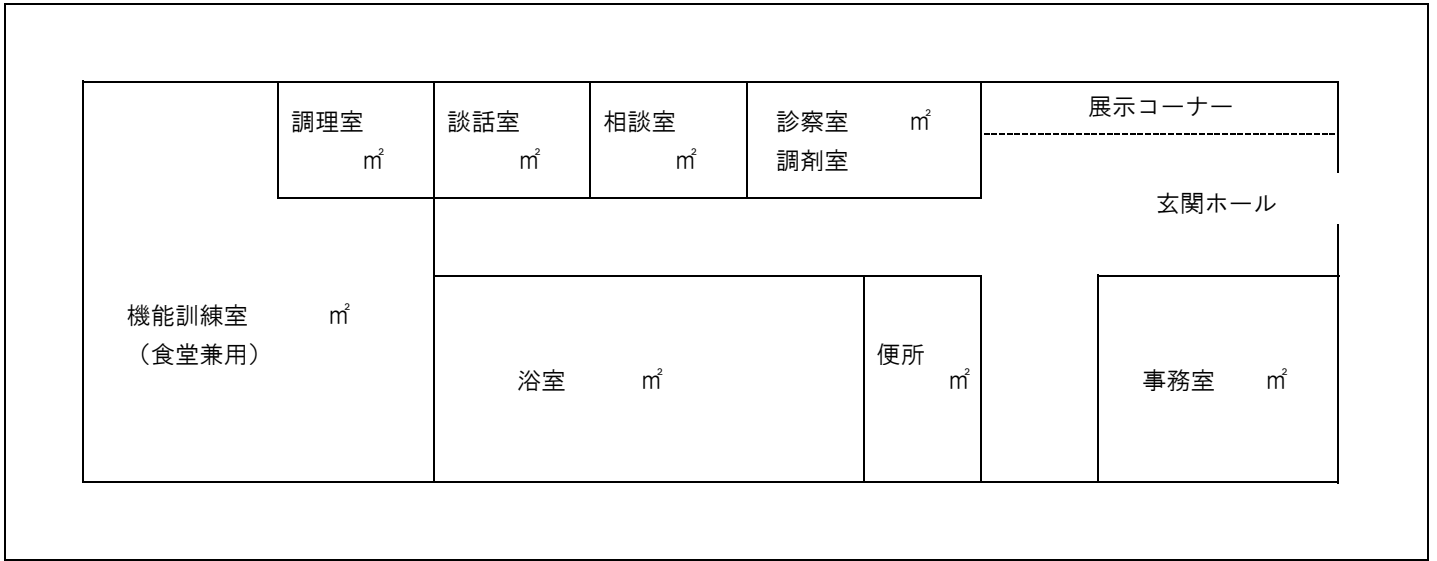 展示コーナー
調理室
㎡
談話室
㎡
相談室
㎡
診察室 ㎡
調剤室
玄関ホール
機能訓練室 ㎡
（食堂兼用）
浴室 ㎡
便所
㎡
事務室 ㎡